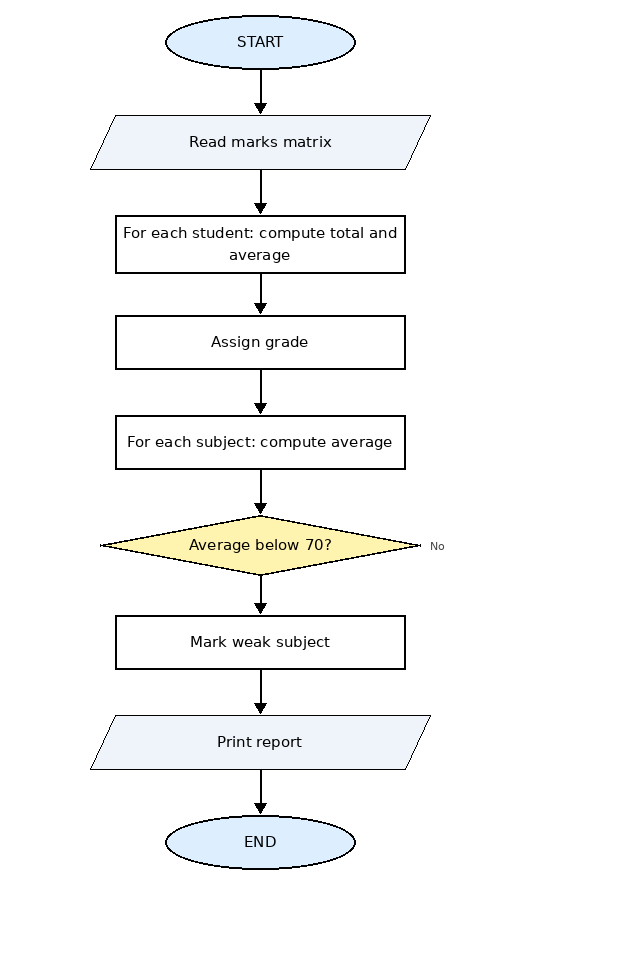 START
Read marks matrix
For each student: compute total and
average
Assign grade
For each subject: compute average
Average below 70?
No
Mark weak subject
Print report
END